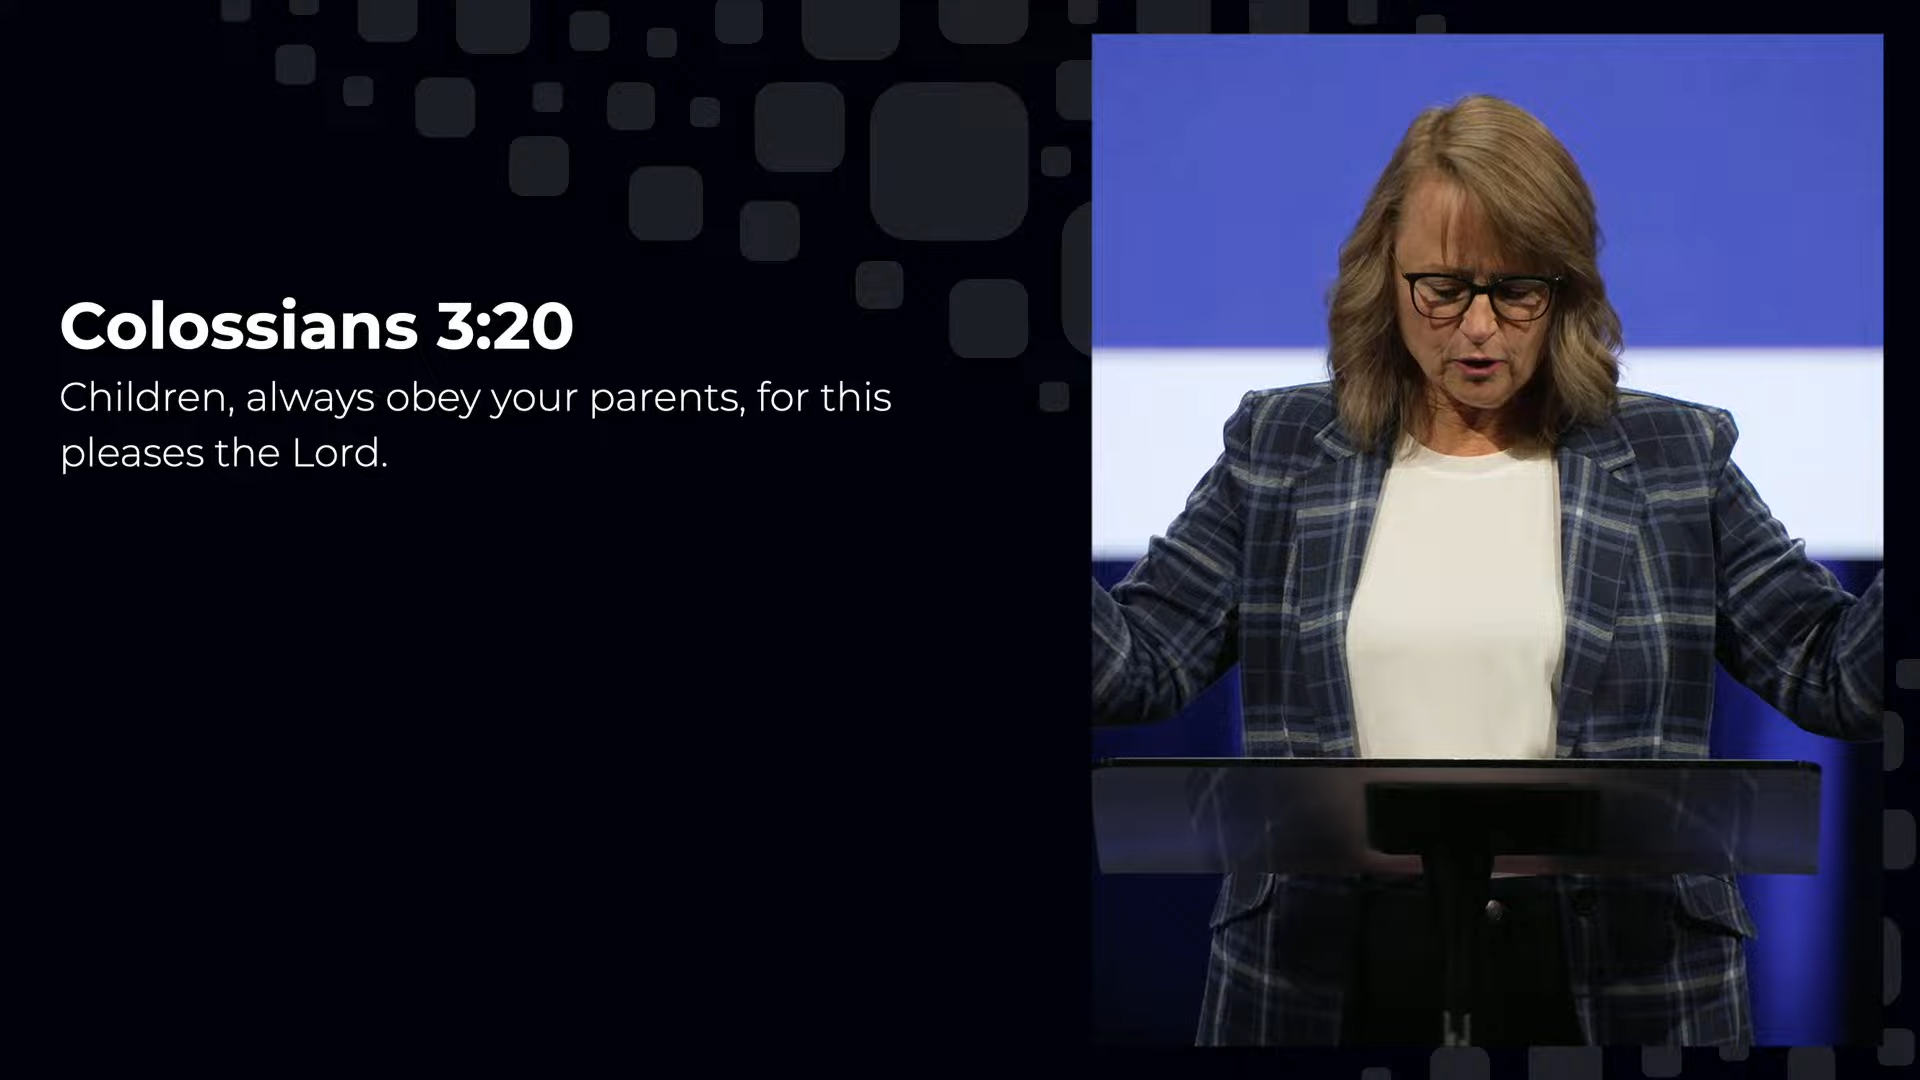 Colossians 3:20
Children, always obey your parents, for this
pleases the Lord.